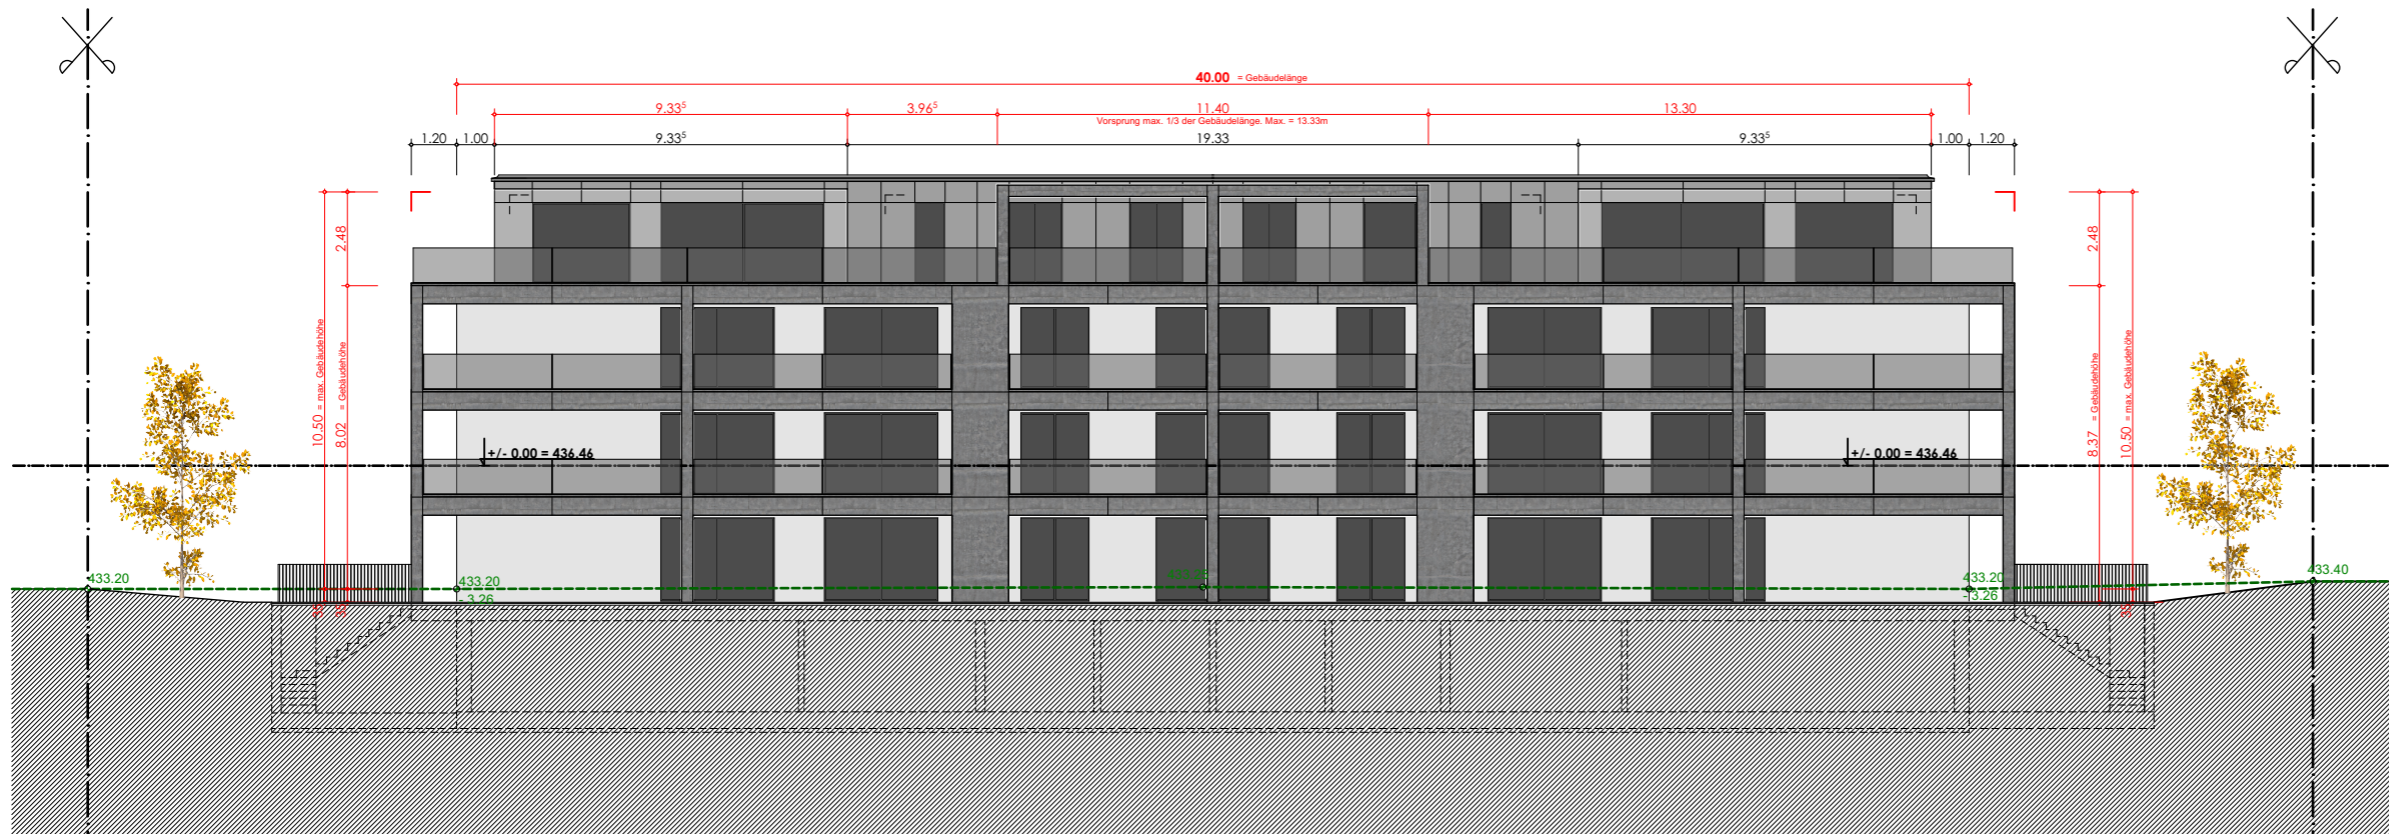 40.00 = Gebäudelänge
9.33⁵ 3.96⁵ 11.40 13.30
Vorsprung max. 1/3 der Gebäudelänge. Max. = 13.33m
1.20 1.00 9.33⁵ 19.33 9.33⁵ 1.00 1.20
2.48
10.50 = max. Gebäudehöhe
8.02 = Gebäudehöhe
2.48
8.37 = Gebäudehöhe
10.50 = max. Gebäudehöhe
+/- 0.00 = 436.46
+/- 0.00 = 436.46
433.20
433.20
-3.26
433.20
-3.26
433.40